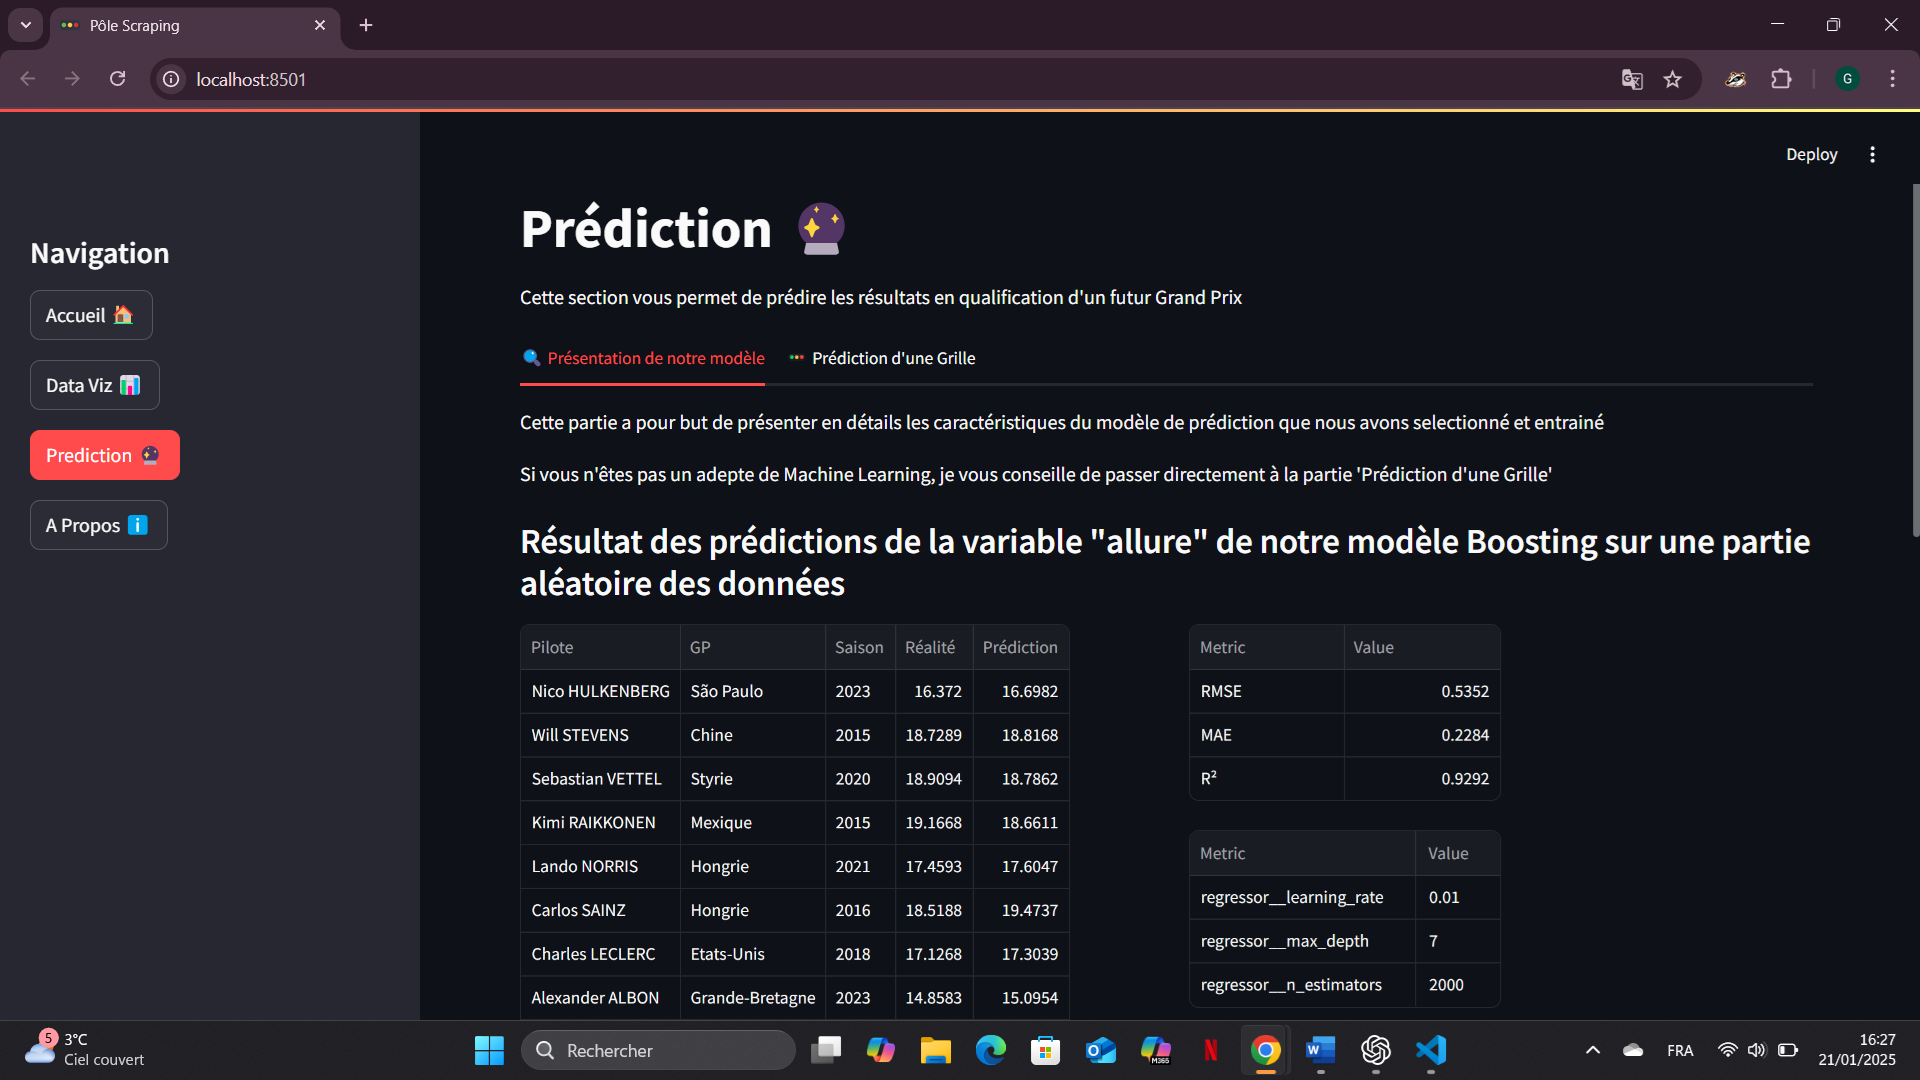 Pôle Scraping
localhost:8501
G
Deploy
Navigation
Accueil
Data Viz
Prediction
A Propos
Prédiction
Cette section vous permet de prédire les résultats en qualification d'un futur Grand Prix
Présentation de notre modèle Prédiction d'une Grille
Cette partie a pour but de présenter en détails les caractéristiques du modèle de prédiction que nous avons selectionné et entrainé
Si vous n'êtes pas un adepte de Machine Learning, je vous conseille de passer directement à la partie 'Prédiction d'une Grille'
Résultat des prédictions de la variable "allure" de notre modèle Boosting sur une partie
aléatoire des données
Pilote GP Saison Réalité Prédiction
Nico HULKENBERG São Paulo 2023 16.372 16.6982
Will STEVENS Chine 2015 18.7289 18.8168
Sebastian VETTEL Styrie 2020 18.9094 18.7862
Kimi RAIKKONEN Mexique 2015 19.1668 18.6611
Lando NORRIS Hongrie 2021 17.4593 17.6047
Carlos SAINZ Hongrie 2016 18.5188 19.4737
Charles LECLERC Etats-Unis 2018 17.1268 17.3039
Alexander ALBON Grande-Bretagne 2023 14.8583 15.0954
Metric Value
RMSE 0.5352
MAE 0.2284
R² 0.9292
Metric Value
regressor__learning_rate 0.01
regressor__max_depth 7
regressor__n_estimators 2000
5
3°C
Ciel couvert
Rechercher
M365
FRA
16:27
21/01/2025